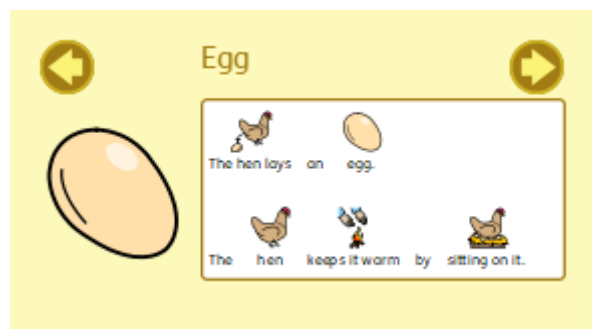 Egg
The hen lays an egg.
The hen keeps it warm by sitting on it.